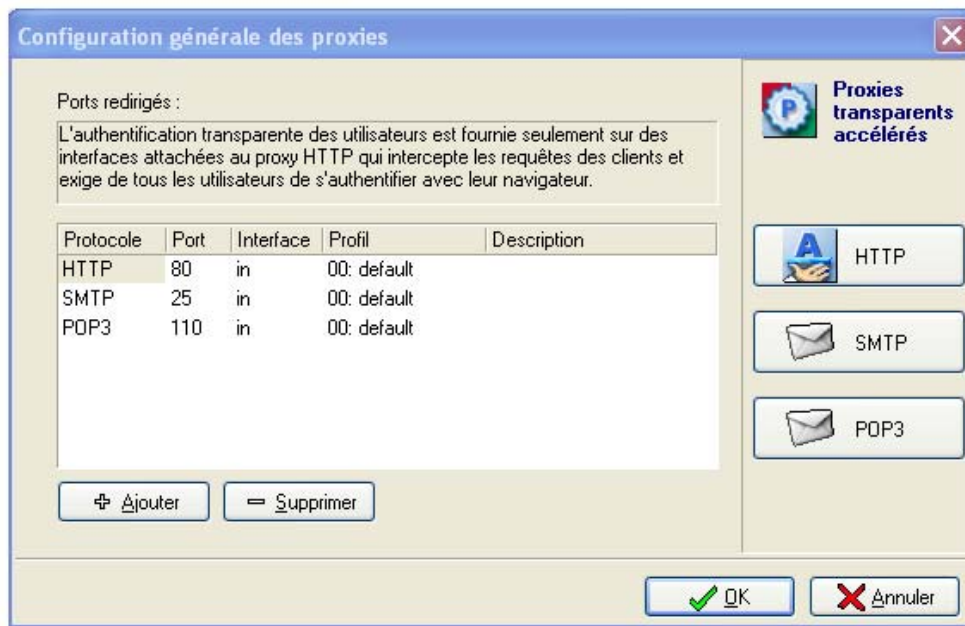 Configuration générale des proxies
Ports redirigés :
L'authentification transparente des utilisateurs est fournie seulement sur des
interfaces attachées au proxy HTTP qui intercepte les requêtes des clients et
exige de tous les utilisateurs de s'authentifier avec leur navigateur.
Protocole Port Interface Profil Description
HTTP 80 in 00: default
SMTP 25 in 00: default
POP3 110 in 00: default
Ajouter Supprimer
P
Proxies
transparents
accélérés
A HTTP
SMTP
POP3
OK Annuler